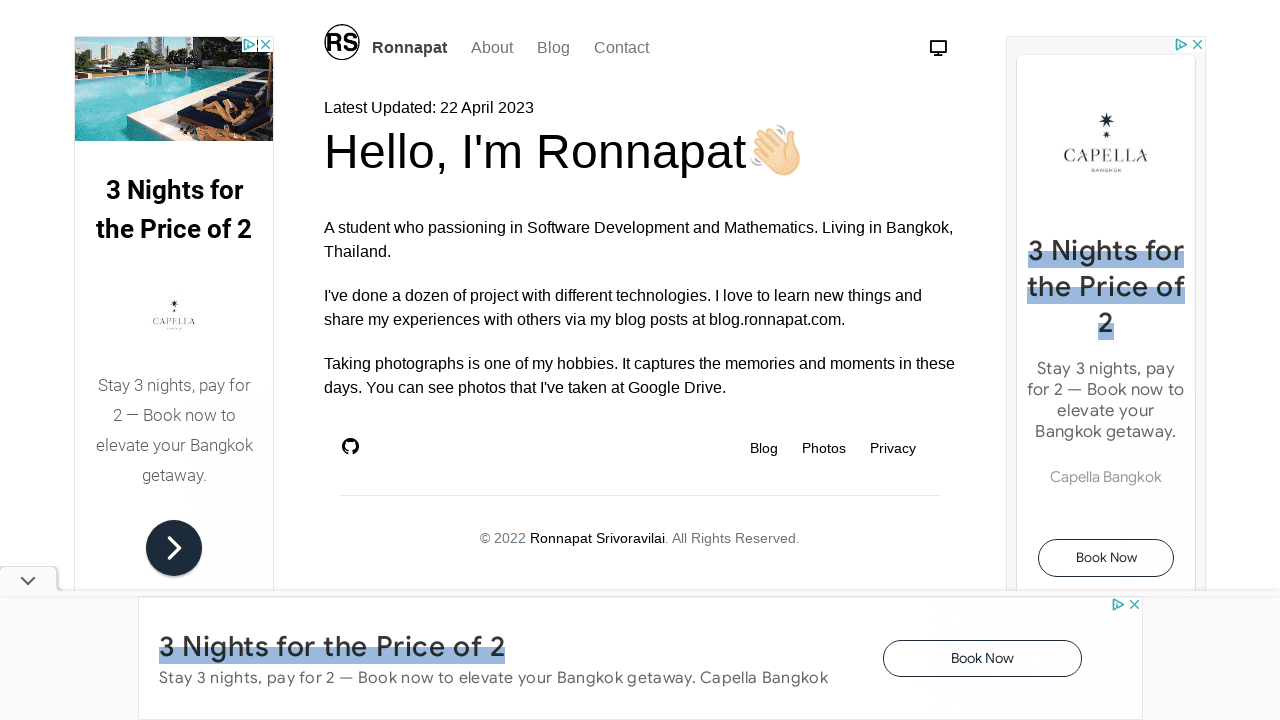 RS
Ronnapat About Blog Contact
Latest Updated: 22 April 2023
Hello, I'm Ronnapat👋🏻
A student who passioning in Software Development and Mathematics. Living in Bangkok,
Thailand.
I've done a dozen of project with different technologies. I love to learn new things and
share my experiences with others via my blog posts at blog.ronnapat.com.
Taking photographs is one of my hobbies. It captures the memories and moments in these
days. You can see photos that I've taken at Google Drive.
Blog Photos Privacy
© 2022 Ronnapat Srivoravilai. All Rights Reserved.
3 Nights for
the Price of 2
CAPELLA
Stay 3 nights, pay for
2 — Book now to
elevate your Bangkok
getaway.
CAPELLA
BANGKOK
3 Nights for
the Price of
2
Stay 3 nights, pay
for 2 — Book now to
elevate your
Bangkok getaway.
Capella Bangkok
Book Now
3 Nights for the Price of 2
Stay 3 nights, pay for 2 — Book now to elevate your Bangkok getaway. Capella Bangkok
Book Now